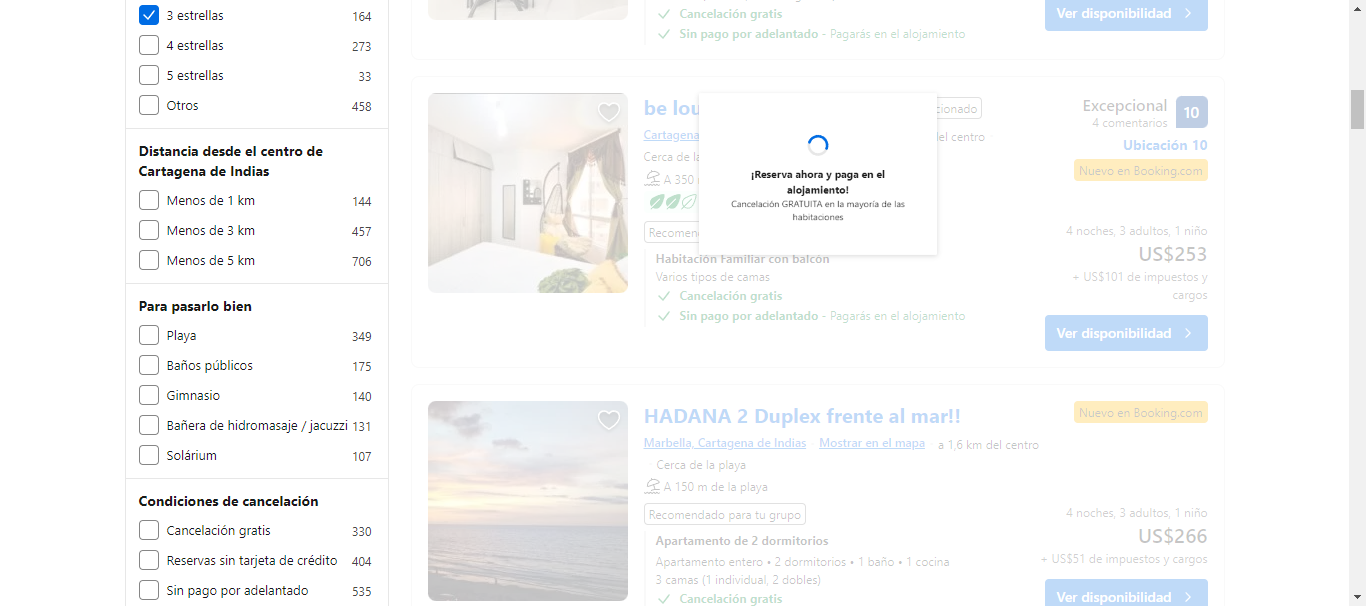 3 estrellas 164
4 estrellas 273
5 estrellas 33
Otros 458
Distancia desde el centro de
Cartagena de Indias
Menos de 1 km 144
Menos de 3 km 457
Menos de 5 km 706
Para pasarlo bien
Playa 349
Baños públicos 175
Gimnasio 140
Bañera de hidromasaje / jacuzzi 131
Solárium 107
Condiciones de cancelación
Cancelación gratis 330
Reservas sin tarjeta de crédito 404
Sin pago por adelantado 535
Cancelación gratis
Sin pago por adelantado - Pagarás en el alojamiento
Ver disponibilidad
be lou
cionado
Cartagena
del centro
Cerca de la
A 350
Recomen
Habitación Familiar con balcón
Varios tipos de camas
Cancelación gratis
Sin pago por adelantado - Pagarás en el alojamiento
Excepcional 10
4 comentarios
Ubicación 10
Nuevo en Booking.com
4 noches, 3 adultos, 1 niño
US$253
+ US$101 de impuestos y
cargos
Ver disponibilidad
¡Reserva ahora y paga en el
alojamiento!
Cancelación GRATUITA en la mayoría de las
habitaciones
HADANA 2 Duplex frente al mar!!
Marbella, Cartagena de Indias Mostrar en el mapa a 1,6 km del centro
Cerca de la playa
A 150 m de la playa
Recomendado para tu grupo
Apartamento de 2 dormitorios
Apartamento entero • 2 dormitorios • 1 baño • 1 cocina
3 camas (1 individual, 2 dobles)
Cancelación gratis
Nuevo en Booking.com
4 noches, 3 adultos, 1 niño
US$266
+ US$51 de impuestos y cargos
Ver disponibilidad